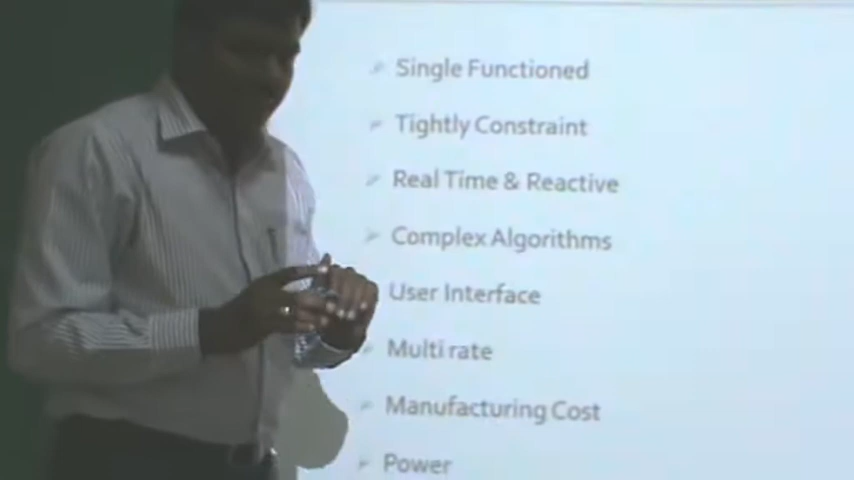 Single Functioned
Tightly Constraint
Real Time & Reactive
Complex Algorithms
User Interface
Multi rate
Manufacturing Cost
Power